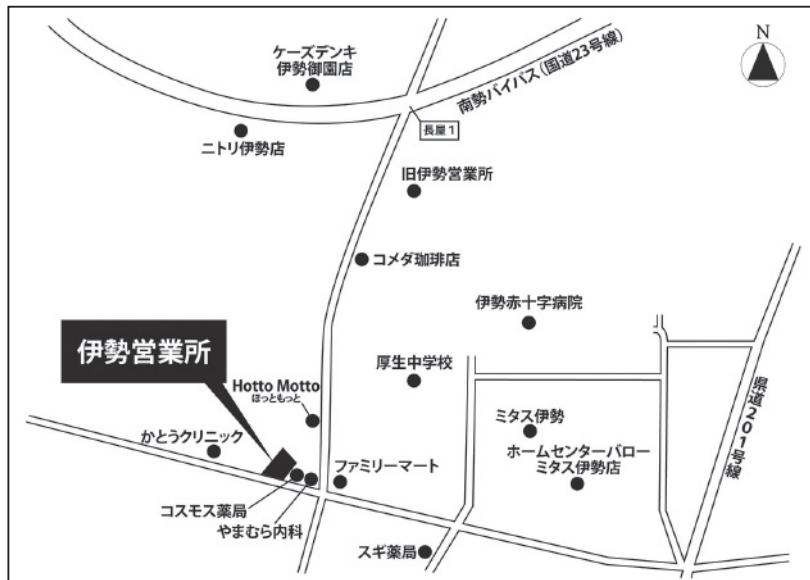 ケーズデンキ
伊勢御園店
N
南勢バイパス(国道23号線)
長屋1
ニトリ伊勢店
旧伊勢営業所
コメダ珈琲店
伊勢赤十字病院
伊勢営業所
厚生中学校
Hotto Motto
ほっともっと
県道201号線
ミタス伊勢
かとうクリニック
ホームセンターバロー
ミタス伊勢店
ファミリーマート
コスモス薬局
やまむら内科
スギ薬局